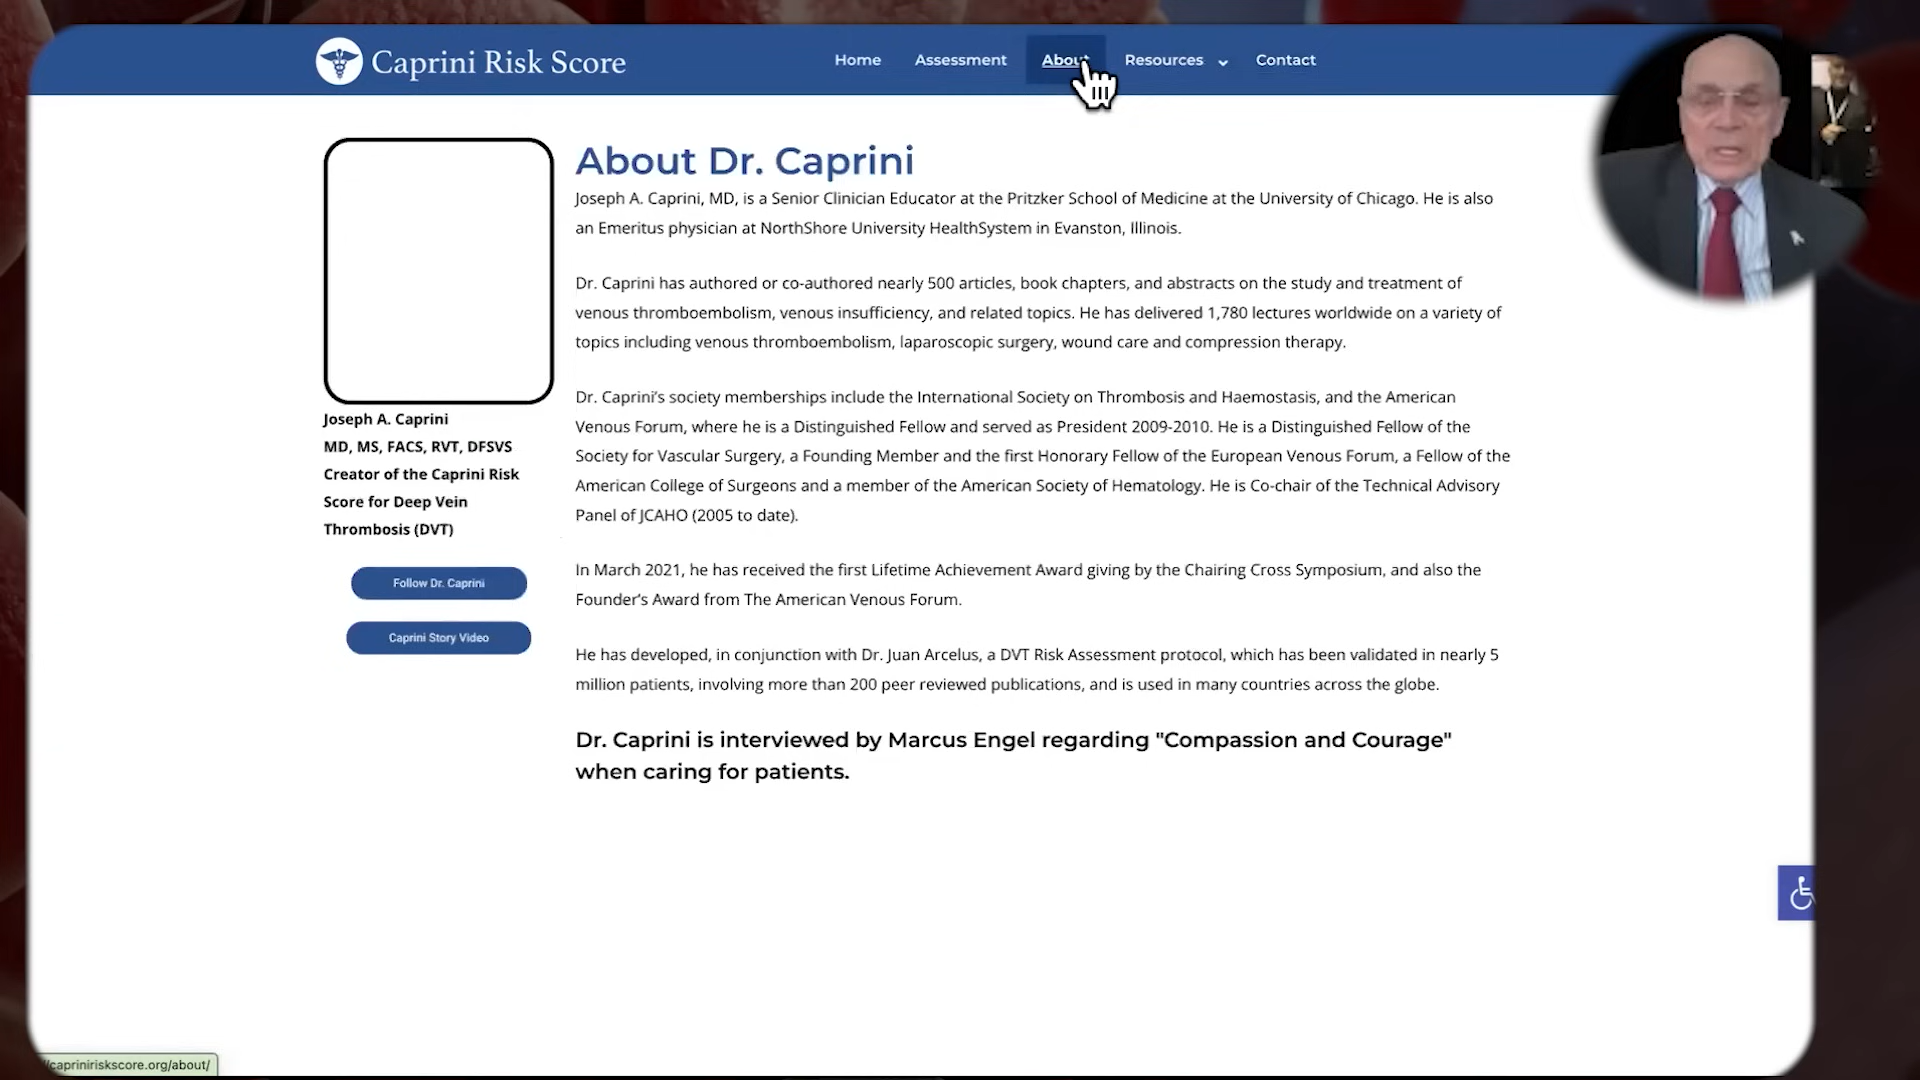 Caprini Risk Score
Home Assessment About Resources Contact
About Dr. Caprini
Joseph A. Caprini, MD, is a Senior Clinician Educator at the Pritzker School of Medicine at the University of Chicago. He is also
an Emeritus physician at NorthShore University HealthSystem in Evanston, Illinois.
Dr. Caprini has authored or co-authored nearly 500 articles, book chapters, and abstracts on the study and treatment of
venous thromboembolism, venous insufficiency, and related topics. He has delivered 1,780 lectures worldwide on a variety of
topics including venous thromboembolism, laparoscopic surgery, wound care and compression therapy.
Dr. Caprini's society memberships include the International Society on Thrombosis and Haemostasis, and the American
Venous Forum, where he is a Distinguished Fellow and served as President 2009-2010. He is a Distinguished Fellow of the
Society for Vascular Surgery, a Founding Member and the first Honorary Fellow of the European Venous Forum, a Fellow of the
American College of Surgeons and a member of the American Society of Hematology. He is Co-chair of the Technical Advisory
Panel of JCAHO (2005 to date).
In March 2021, he has received the first Lifetime Achievement Award giving by the Chairing Cross Symposium, and also the
Founder's Award from The American Venous Forum.
He has developed, in conjunction with Dr. Juan Arcelus, a DVT Risk Assessment protocol, which has been validated in nearly 5
million patients, involving more than 200 peer reviewed publications, and is used in many countries across the globe.
Dr. Caprini is interviewed by Marcus Engel regarding "Compassion and Courage"
when caring for patients.
Joseph A. Caprini
MD, MS, FACS, RVT, DFSVS
Creator of the Caprini Risk
Score for Deep Vein
Thrombosis (DVT)
Follow Dr. Caprini
Caprini Story Video
/capriniriskscore.org/about/